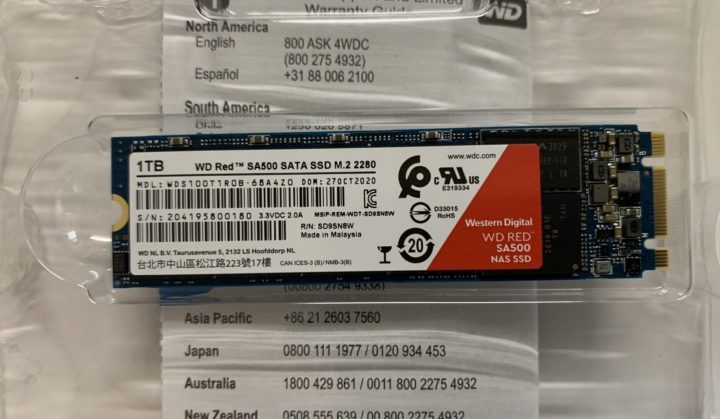 Warranty Guide
WD
North America
English 800 ASK 4WDC
(800 275 4932)
Español +31 88 006 2100
South America
1TB WD Red™ SA500 SATA SSD M.2 2280
MDL: WDS100T1R0B-68A4Z0 DOM: 27OCT2020
S/N: 204195800180 3.3VDC 2.0A MSIP-REM-WDT-SD9SN8W
R/N: SD9SN8W
Made in Malaysia
WD NL B.V. Taurusavenue 5, 2132 LS Hoofddorp NL
台北市中山區松江路223號17樓 CAN ICES-3 (B)/NMB-3(B)
www.wdc.com
c RU US
E319334
D33015
RoHS
20
Western Digital
WD RED™
SA500
NAS SSD
2029
Asia Pacific +86 21 2603 7560
Japan 0800 111 1977 / 0120 934 453
Australia 1800 429 861 / 0011 800 2275 4932
New Zealand 0508 555 639 / 00 800 2275 4932